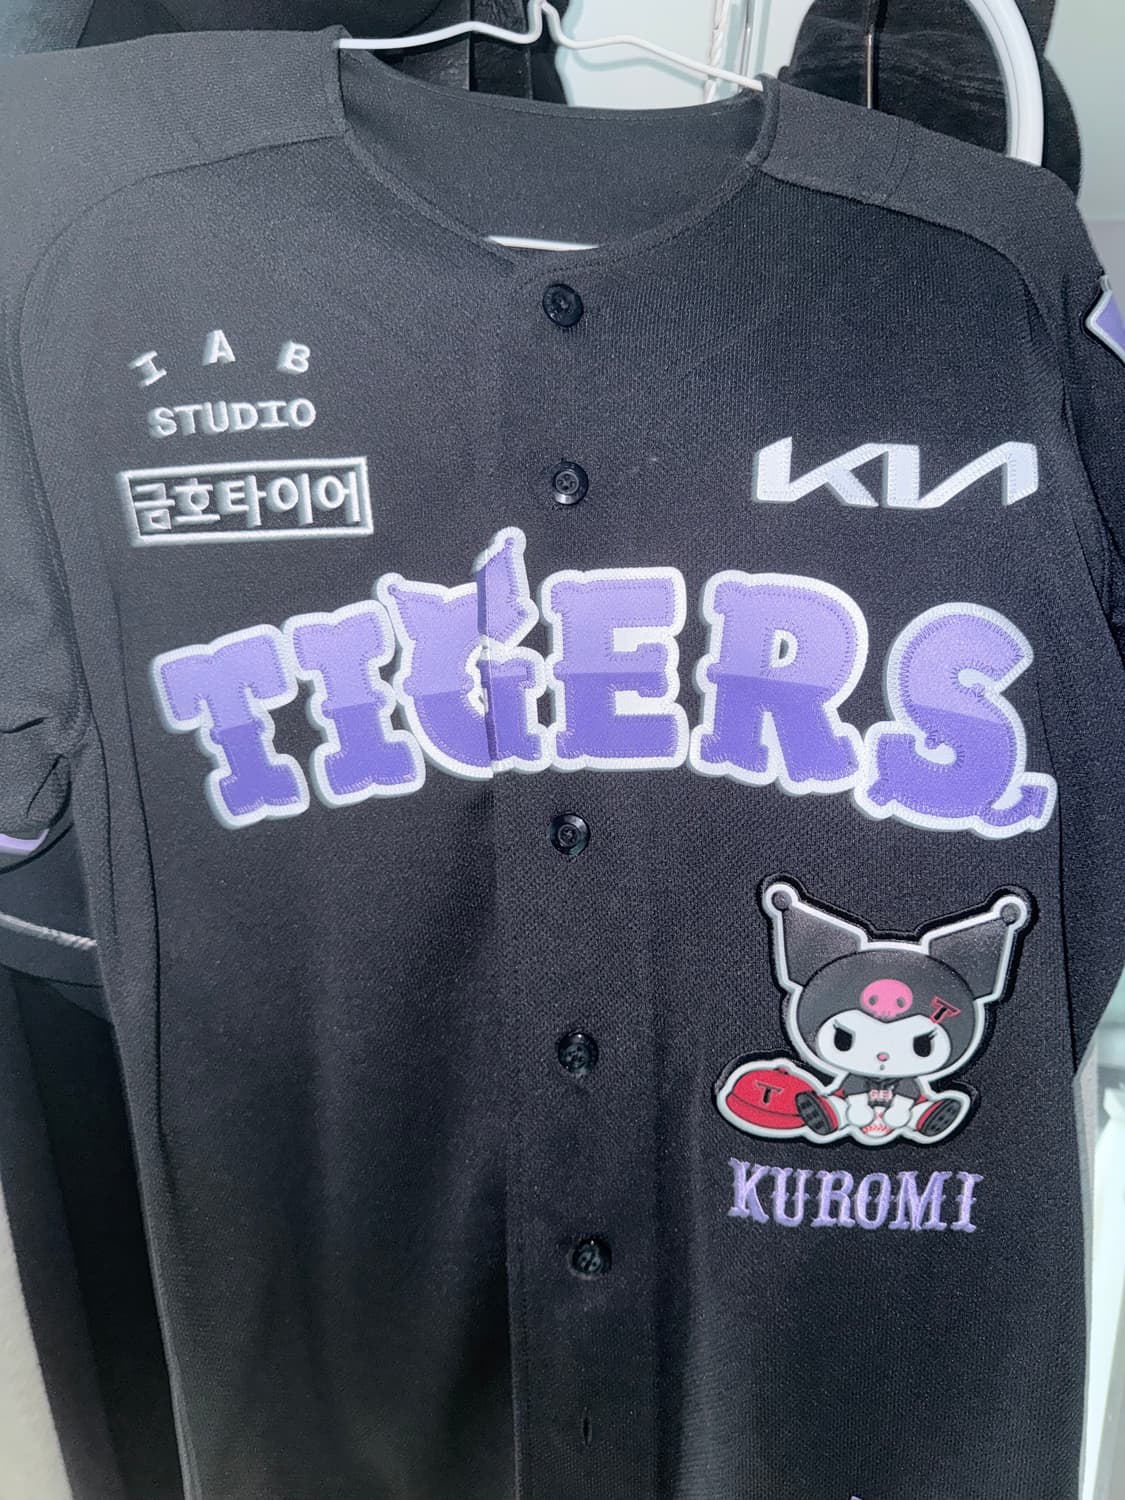 IAB
STUDIO
금호타이어
KIA
TIGERS
T
T
KUROMI